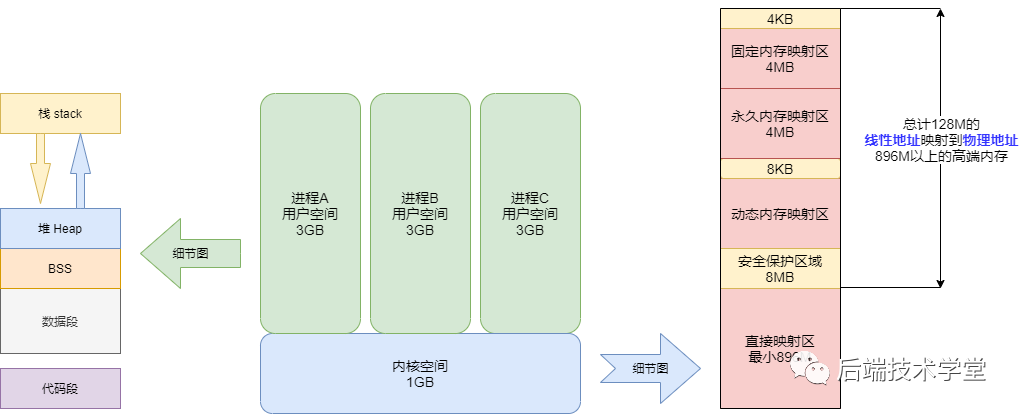 栈 stack
堆 Heap
BSS
数据段
代码段
细节图
进程A
用户空间
3GB
进程B
用户空间
3GB
进程C
用户空间
3GB
内核空间
1GB
细节图
4KB
固定内存映射区
4MB
永久内存映射区
4MB
8KB
动态内存映射区
安全保护区域
8MB
直接映射区
最小89
总计128M的
线性地址映射到物理地址
896M以上的高端内存
后端技术学堂